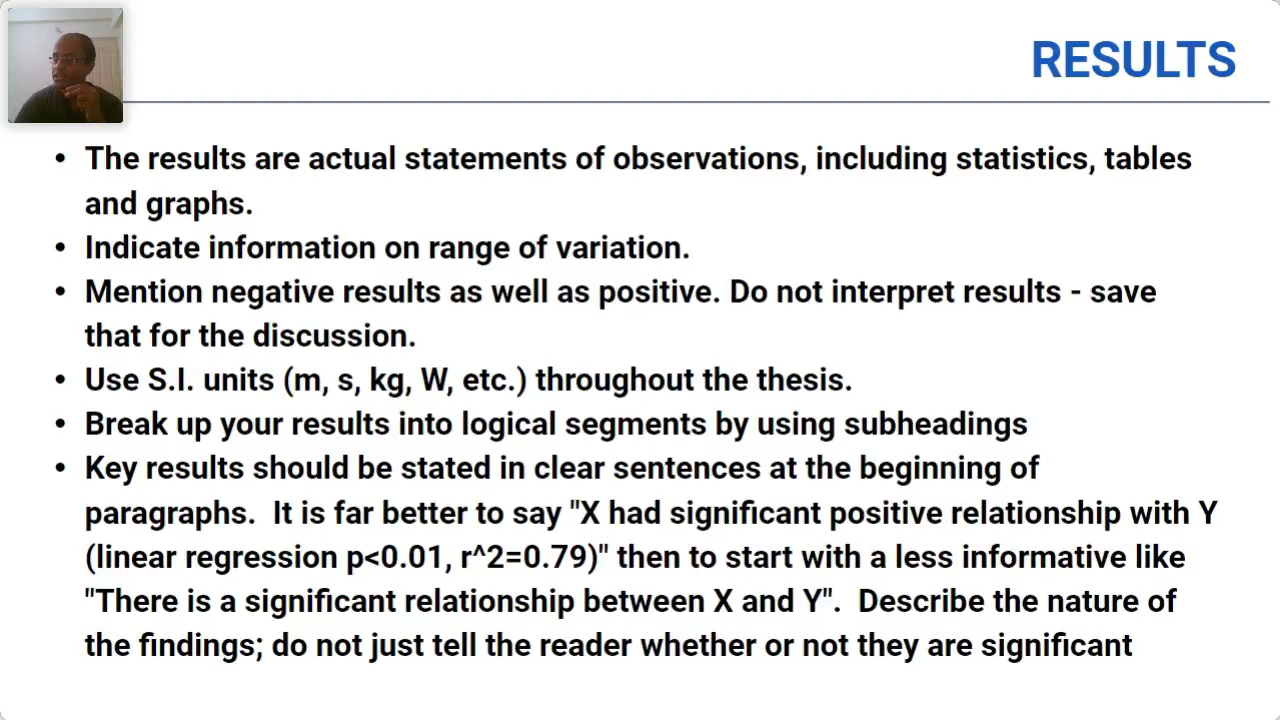 RESULTS
• The results are actual statements of observations, including statistics, tables
and graphs.
• Indicate information on range of variation.
• Mention negative results as well as positive. Do not interpret results - save
that for the discussion.
• Use S.I. units (m, s, kg, W, etc.) throughout the thesis.
• Break up your results into logical segments by using subheadings
• Key results should be stated in clear sentences at the beginning of
paragraphs.  It is far better to say "X had significant positive relationship with Y
(linear regression p<0.01, r^2=0.79)" then to start with a less informative like
"There is a significant relationship between X and Y".  Describe the nature of
the findings; do not just tell the reader whether or not they are significant